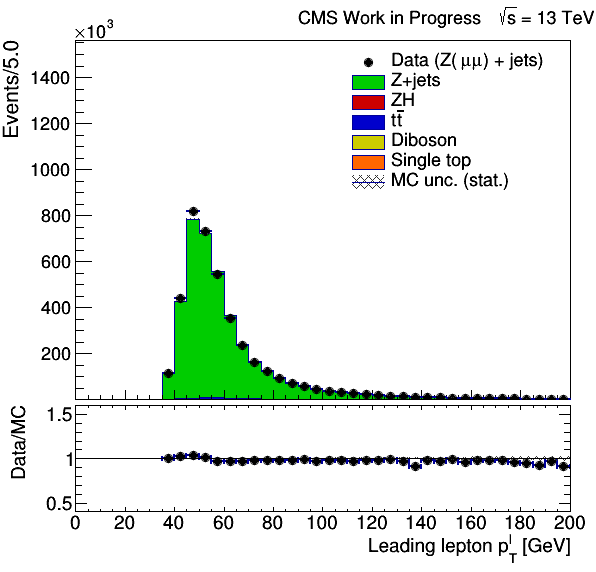 CMS Work in Progress √s = 13 TeV
×10³
Events/5.0
1400
1200
1000
800
600
400
200
Data (Z(μμ) + jets)
Z+jets
ZH
tt̅
Diboson
Single top
MC unc. (stat.)
Data/MC
1.5
1
0.5
0 20 40 60 80 100 120 140 160 180 200
Leading lepton p_T^l [GeV]